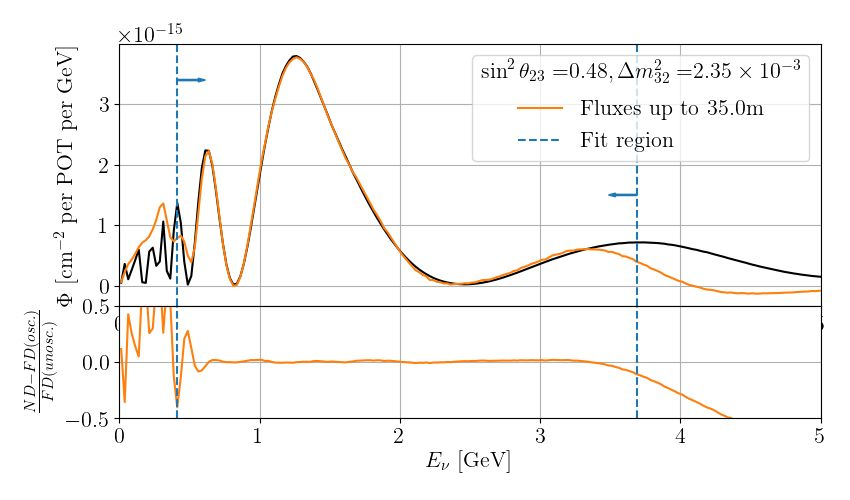 ×10⁻¹⁵
Φ [cm⁻² per POT per GeV]
3
2
1
0
sin² θ₂₃ =0.48, Δm²₃₂ =2.35 × 10⁻³
Fluxes up to 35.0m
Fit region
ND−FD(osc.)
FD(unosc.)
0.5
0.0
−0.5
0 1 2 3 4 5
E_ν [GeV]